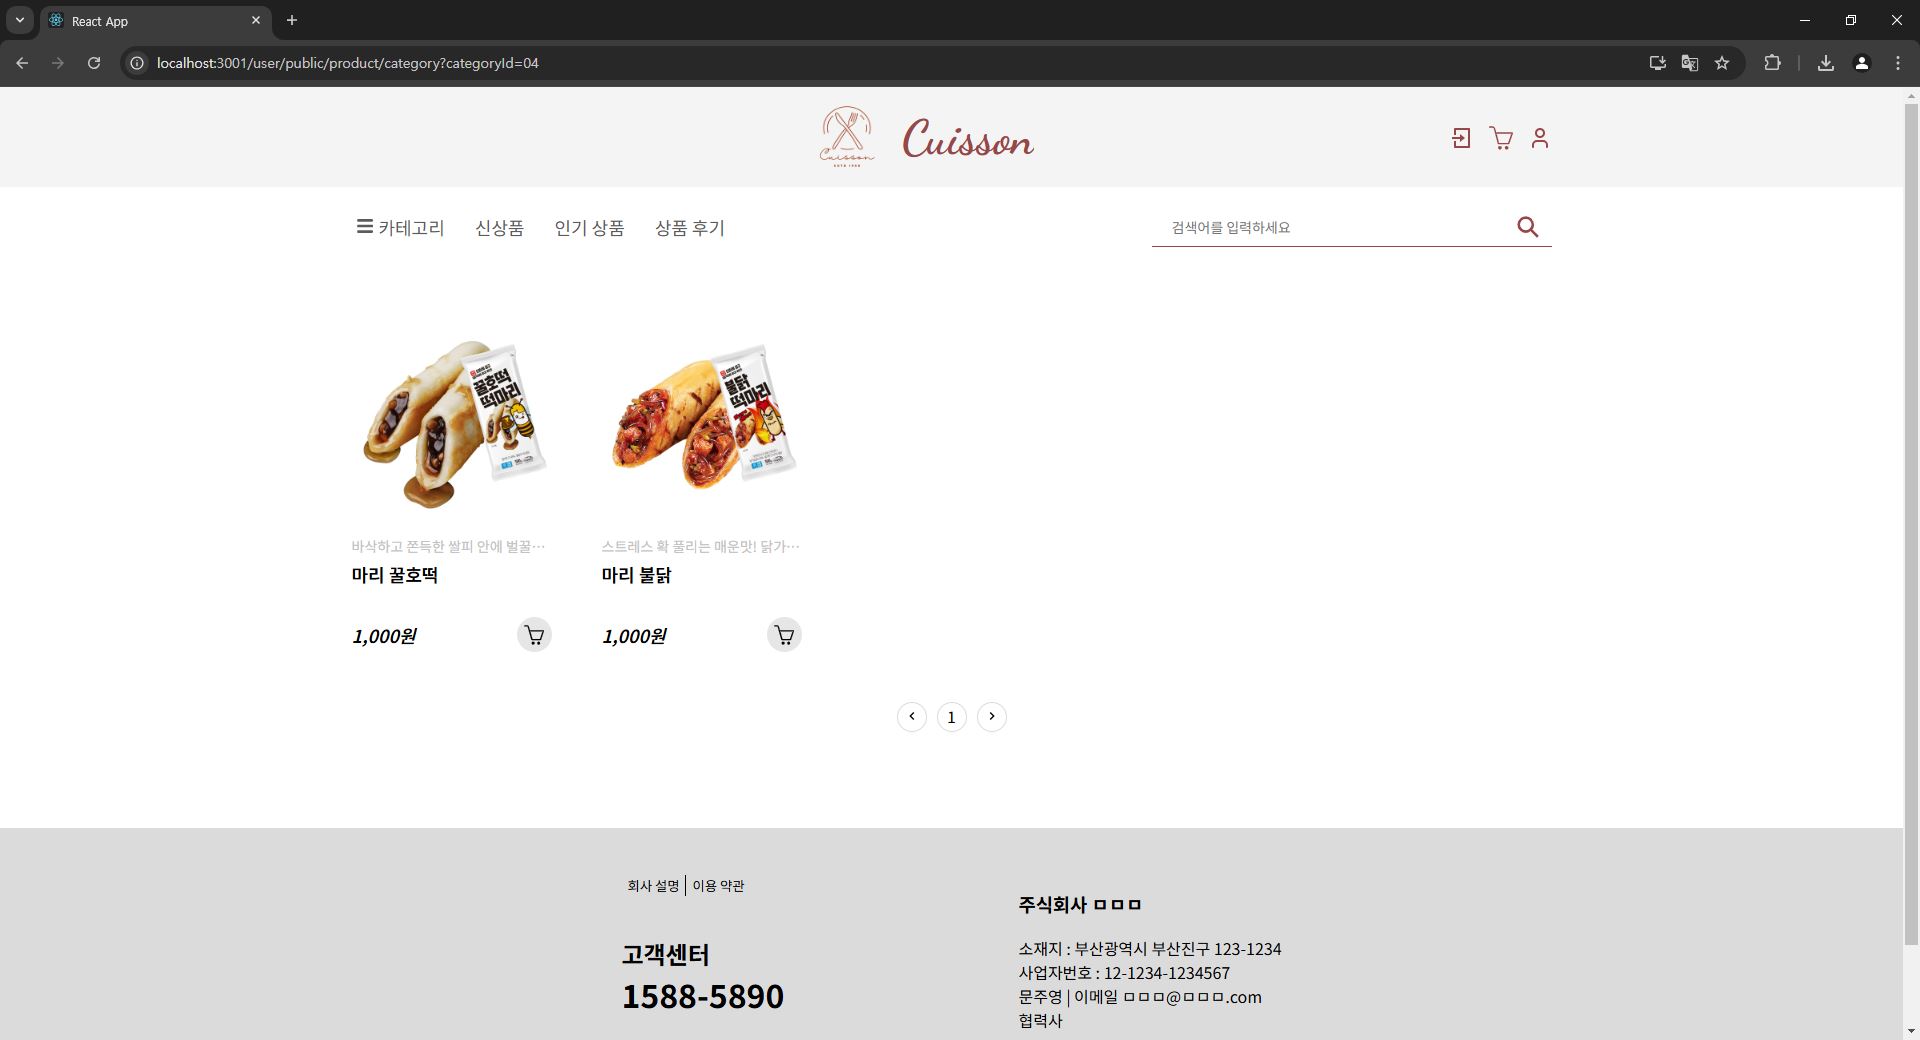 React App
localhost:3001/user/public/product/category?categoryId=04
Cuisson
Cuisson
카테고리 신상품 인기 상품 상품 후기
검색어를 입력하세요
꿀호떡
떡마리
불닭
떡마리
바삭하고 쫀득한 쌀피 안에 벌꿀…
마리 꿀호떡
1,000원
스트레스 확 풀리는 매운맛! 닭가…
마리 불닭
1,000원
1
회사 설명 이용 약관
고객센터
1588-5890
주식회사 ㅁㅁㅁ
소재지 : 부산광역시 부산진구 123-1234
사업자번호 : 12-1234-1234567
문주영 | 이메일 ㅁㅁㅁ@ㅁㅁㅁ.com
협력사